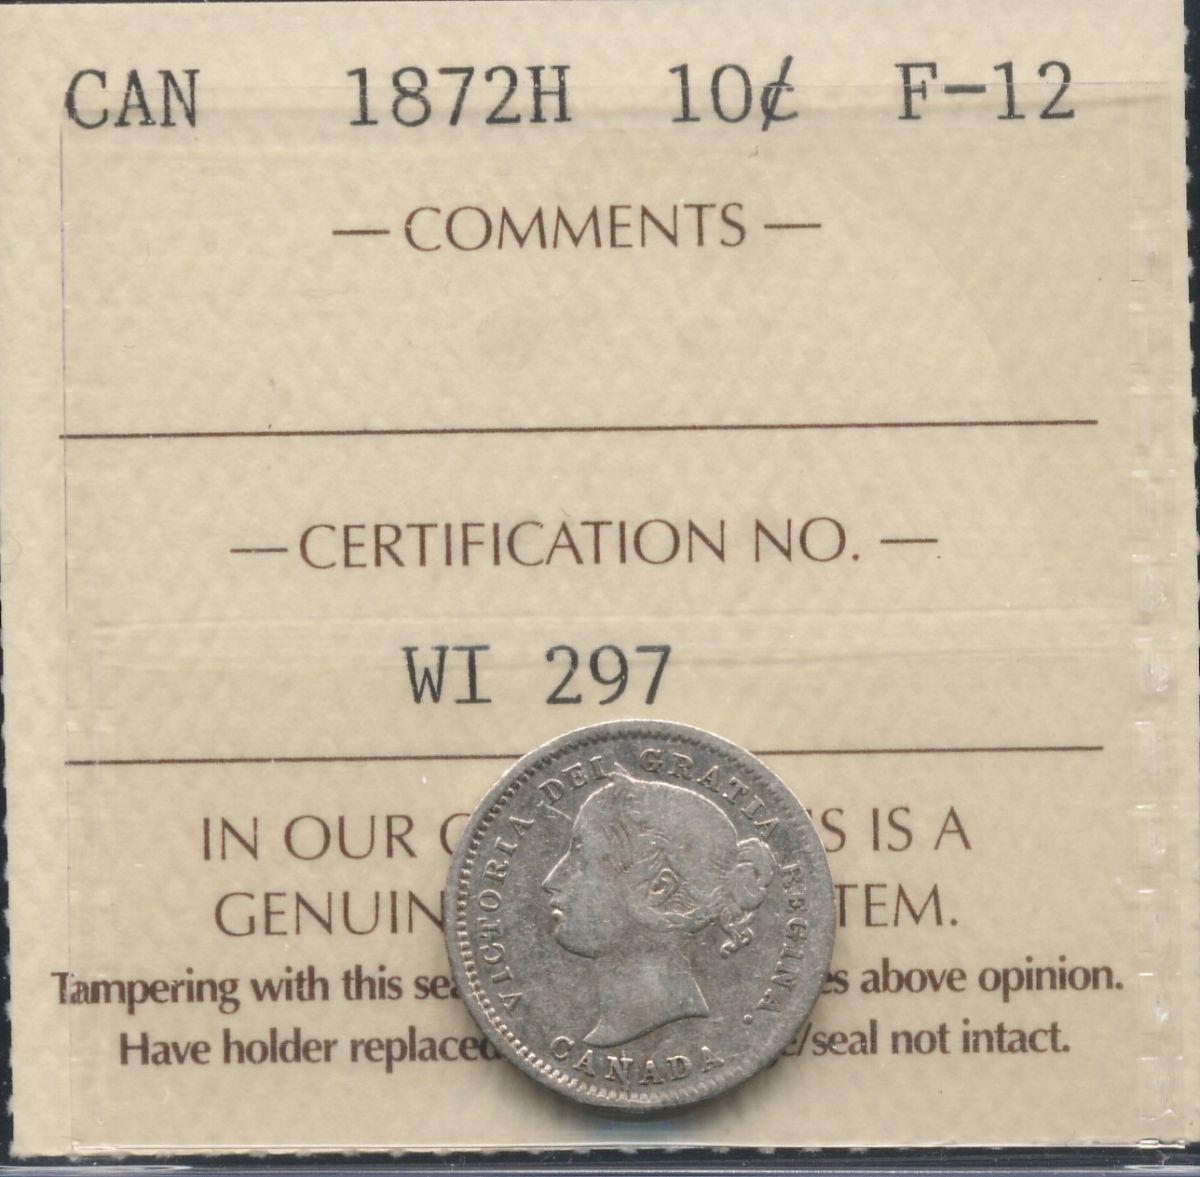 CAN 1872H 10¢ F-12
— COMMENTS —
— CERTIFICATION NO. —
WI 297
IN OUR IS A
GENUIN TEM.
Tampering with this sea es above opinion.
Have holder replaced /seal not intact.
VICTORIA DEI GRATIA REGINA.
CANADA